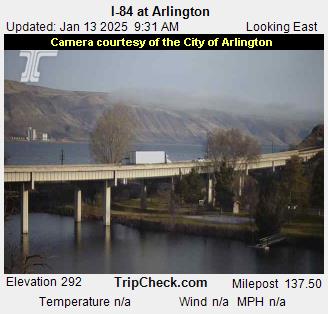 I-84 at Arlington
Updated: Jan 13 2025 9:31 AM Looking East
Camera courtesy of the City of Arlington
Elevation 292 TripCheck.com Milepost 137.50
Temperature n/a Wind n/a MPH n/a